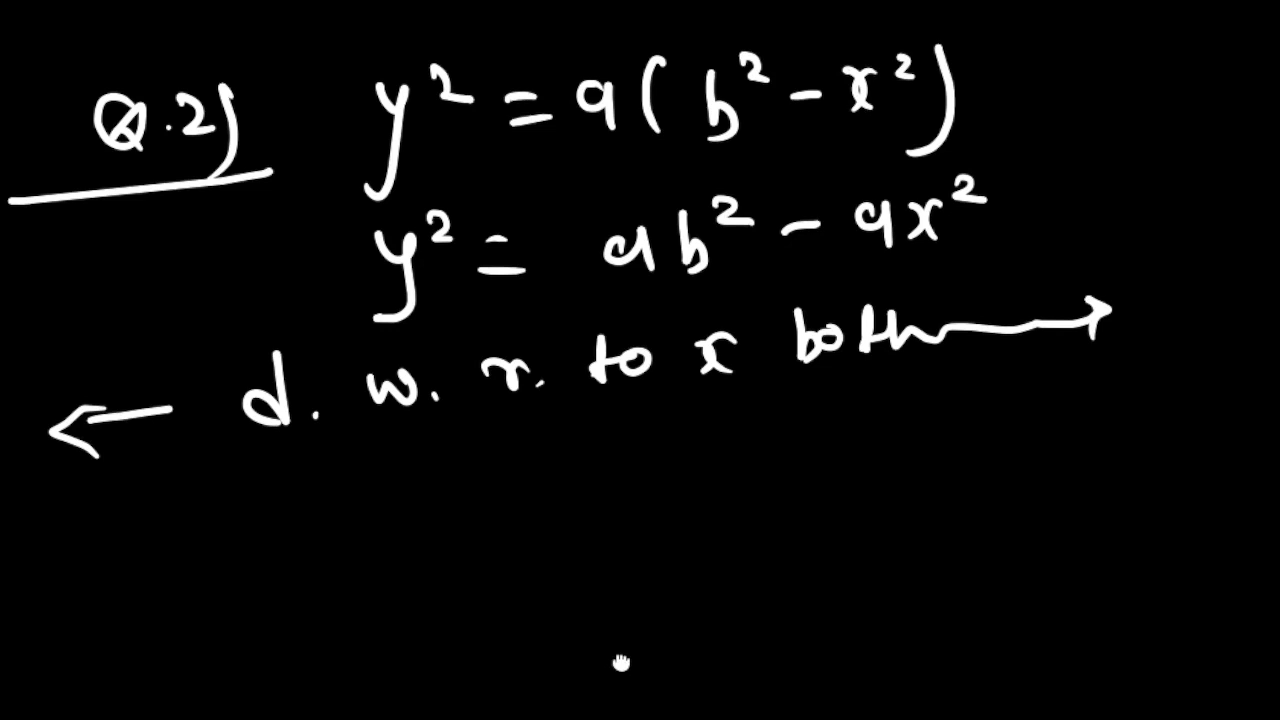 Q.2) y² = a(b² - x²)
y² = ab² - ax²
← d. w. r. to x both →